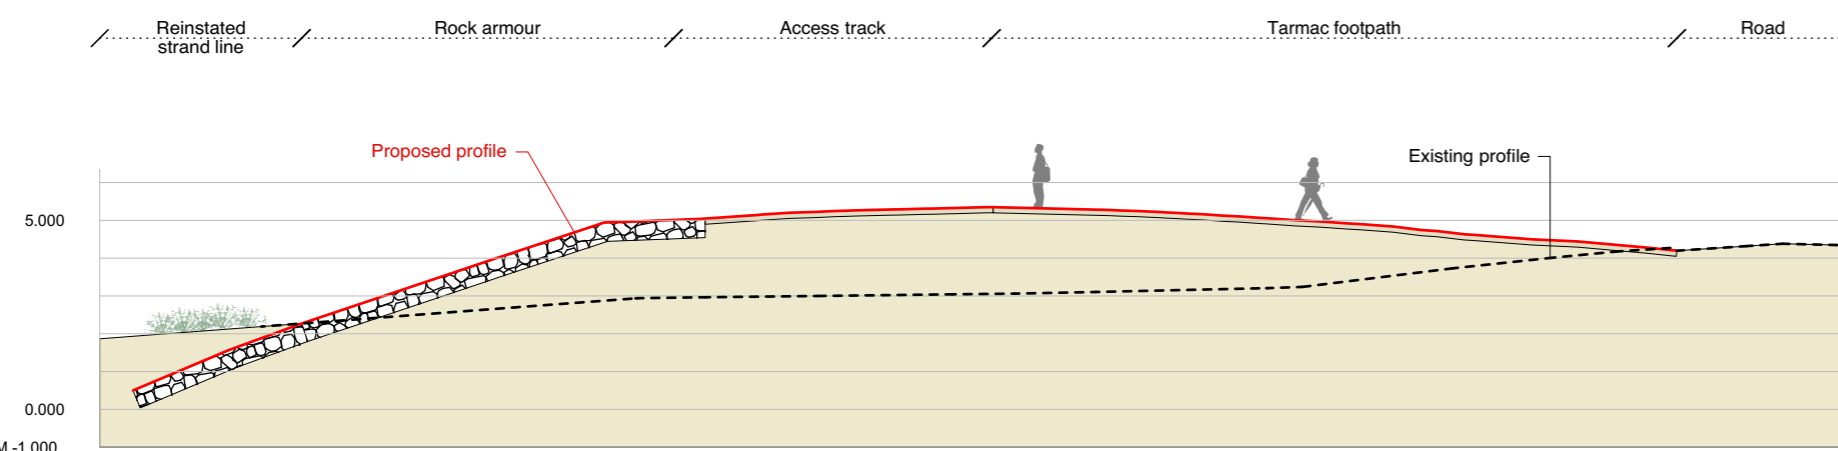 Reinstated
strand line
Rock armour
Access track
Tarmac footpath
Road
Proposed profile
Existing profile
5.000
0.000
M -1.000